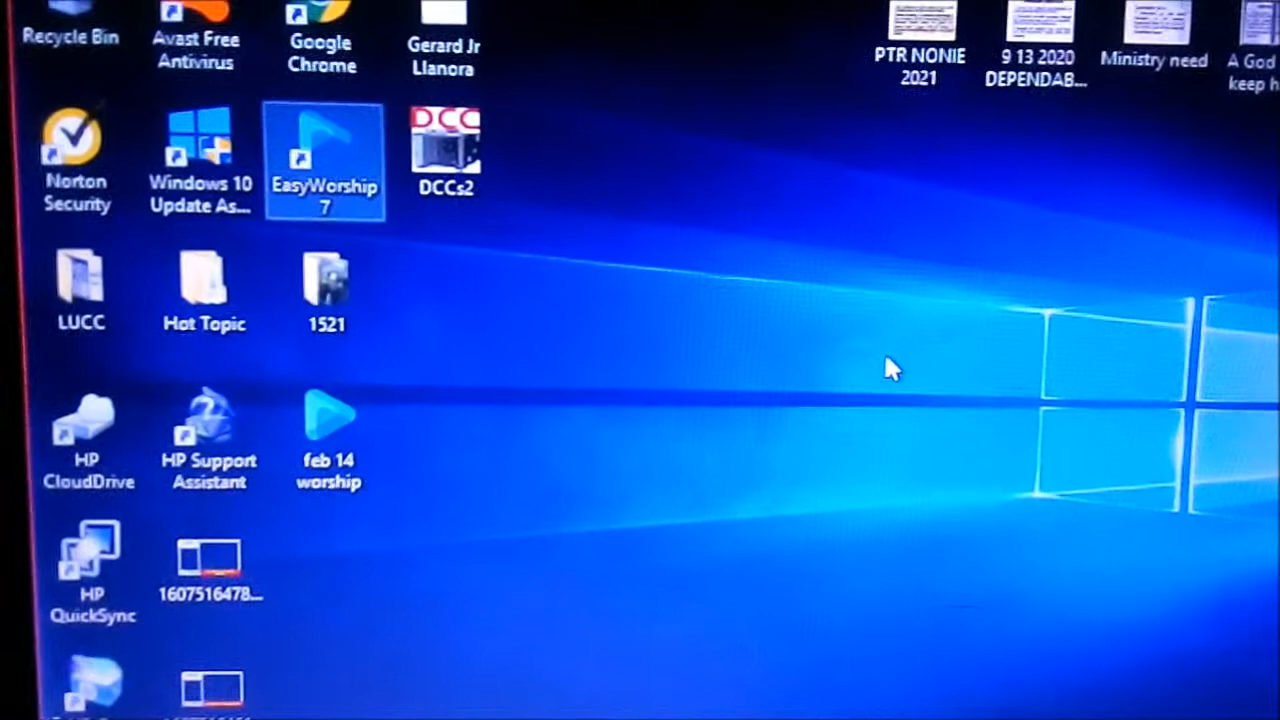 Recycle Bin
Avast Free
Antivirus
Google
Chrome
Gerard Jr
Llanora
PTR NONIE
2021
9 13 2020
DEPENDAB...
Ministry need
A God
keep h
Norton
Security
Windows 10
Update As...
EasyWorship
7
DCC
DCCs2
LUCC
Hot Topic
1521
HP
CloudDrive
HP Support
Assistant
feb 14
worship
HP
QuickSync
1607516478...